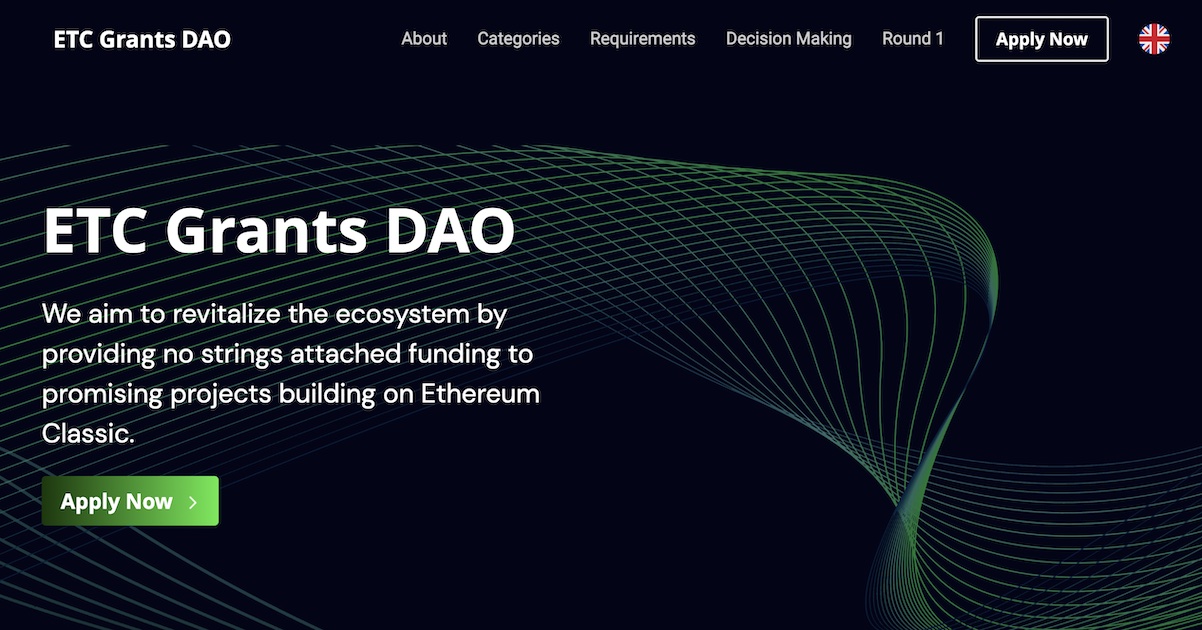 ETC Grants DAO
About
Categories
Requirements
Decision Making
Round 1
Apply Now
ETC Grants DAO
We aim to revitalize the ecosystem by
providing no strings attached funding to
promising projects building on Ethereum
Classic.
Apply Now